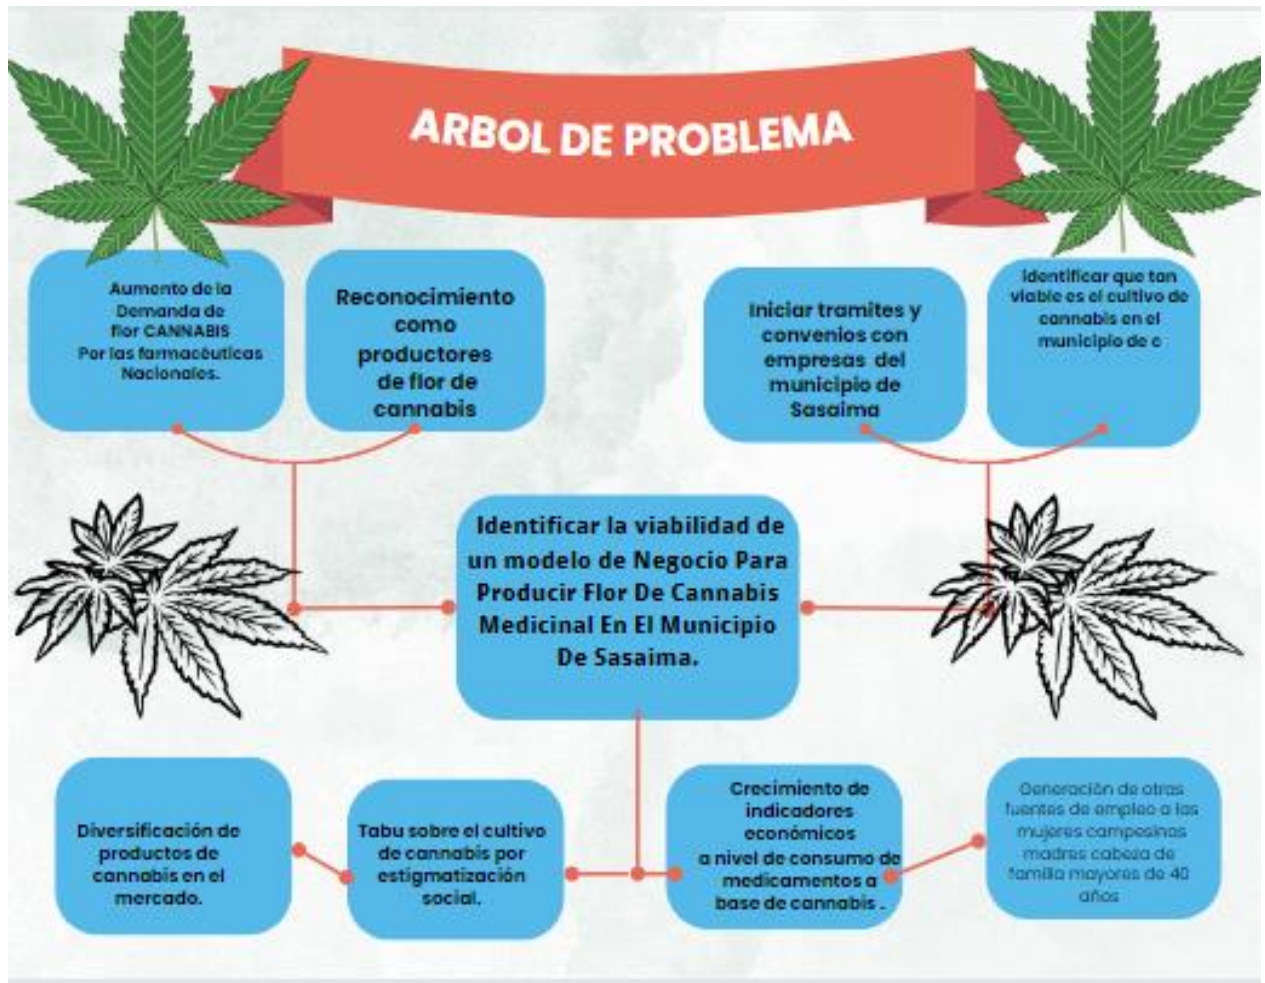 ARBOL DE PROBLEMA
Aumento de la
Demanda de
flor CANNABIS
Por las farmacéuticas
Nacionales.
Reconocimiento
como
productores
de flor de
cannabis
Iniciar tramites y
convenios con
empresas del
municipio de
Sasaima
Identificar que tan
viable es el cultivo de
cannabis en el
municipio de c
Identificar la viabilidad de
un modelo de Negocio Para
Producir Flor De Cannabis
Medicinal En El Municipio
De Sasaima.
Diversificación de
productos de
cannabis en el
mercado.
Tabu sobre el cultivo
de cannabis por
estigmatización
social.
Crecimiento de
indicadores
económicos
a nivel de consumo de
medicamentos a
base de cannabis .
Generación de otras
fuentes de empleo a las
mujeres campesinas
madres cabeza de
familia mayores de 40
años